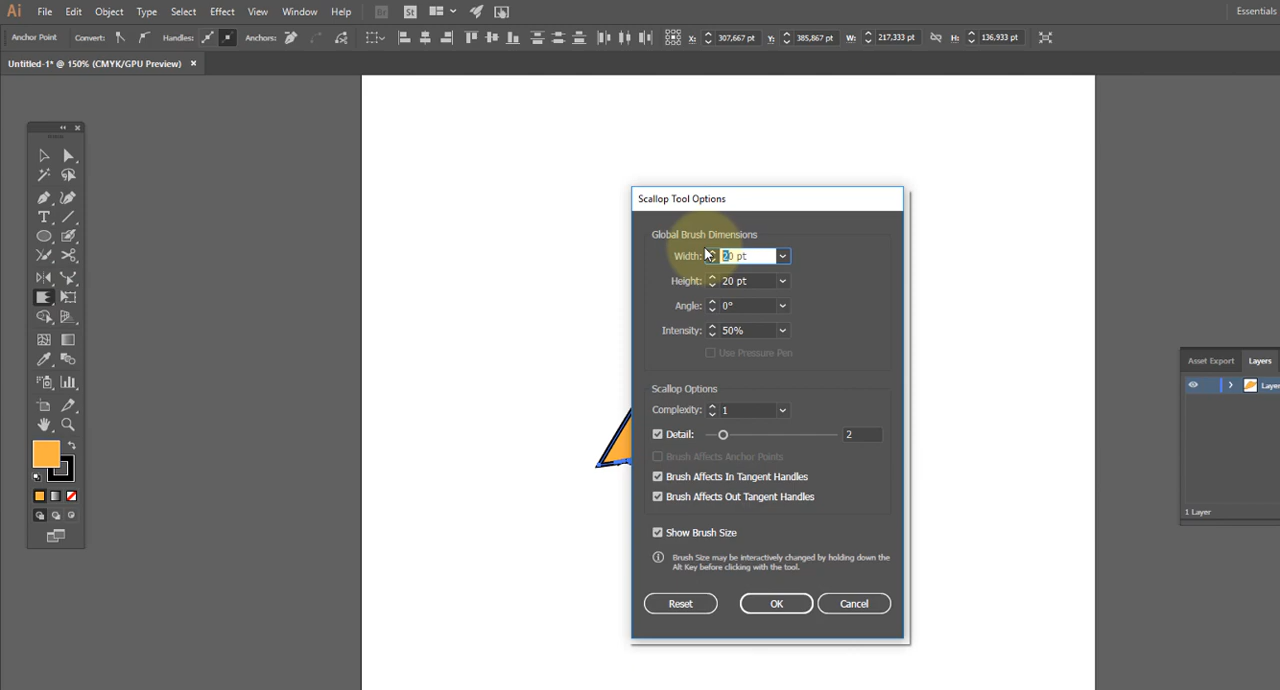 Ai File Edit Object Type Select Effect View Window Help Br St Essentials
Anchor Point Convert: Handles: Anchors: X: 307,667 pt Y: 385,867 pt W: 217,333 pt H: 136,933 pt
Untitled-1* @ 150% (CMYK/GPU Preview) ×
Scallop Tool Options
Global Brush Dimensions
Width: 20 pt
Height: 20 pt
Angle: 0°
Intensity: 50%
Use Pressure Pen
Scallop Options
Complexity: 1
Detail: 2
Brush Affects Anchor Points
Brush Affects In Tangent Handles
Brush Affects Out Tangent Handles
Show Brush Size
Brush Size may be interactively changed by holding down the
Alt Key before clicking with the tool.
Reset OK Cancel
Asset Export Layers
Layer
1 Layer